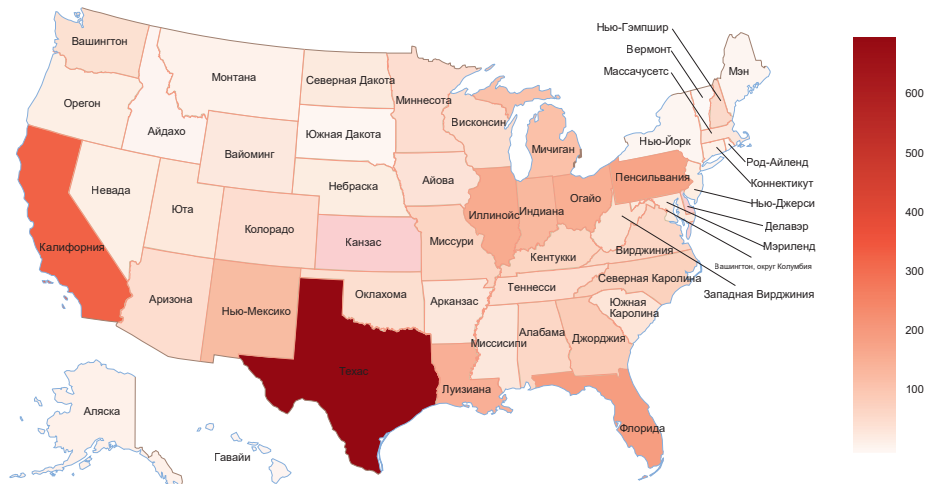 Нью-Гэмпшир
Вашингтон
Вермонт
Массачусетс
Мэн
Монтана
Северная Дакота
600
Орегон
Миннесота
Айдахо
Южная Дакота
Висконсин
Нью-Йорк
500
Вайоминг
Мичиган
Род-Айленд
Невада
Небраска
Айова
Пенсильвания
Коннектикут
Юта
Иллинойс
Индиана
Огайо
Нью-Джерси
400
Колорадо
Канзас
Миссури
Делавэр
Калифорния
Кентукки
Вирджиния
Мэриленд
Вашингтон, округ Колумбия
300
Аризона
Оклахома
Теннесси
Северная Каролина
Западная Вирджиния
Нью-Мексико
Арканзас
Южная
Каролина
Миссисипи
Алабама
Джорджия
200
Техас
Луизиана
100
Аляска
Флорида
Гавайи